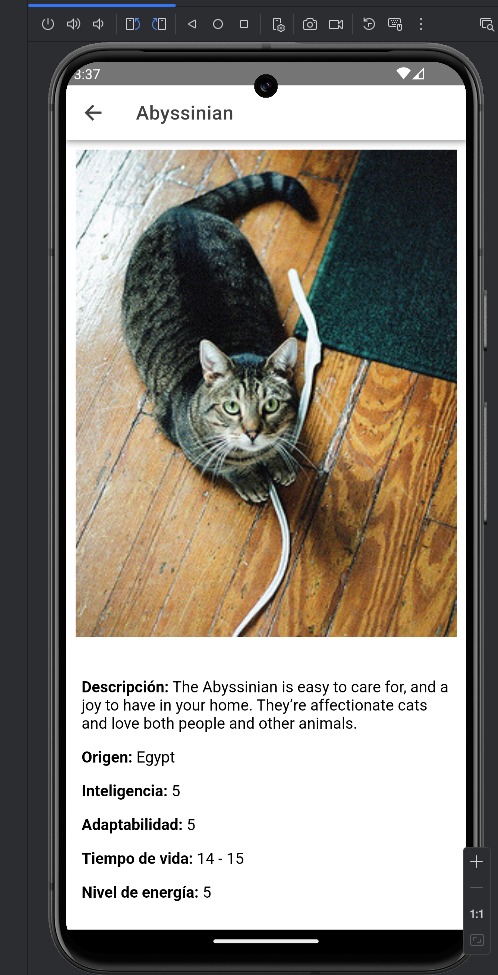 3:37
Abyssinian
Descripción: The Abyssinian is easy to care for, and a
joy to have in your home. They’re affectionate cats
and love both people and other animals.
Origen: Egypt
Inteligencia: 5
Adaptabilidad: 5
Tiempo de vida: 14 - 15
Nivel de energía: 5
1:1